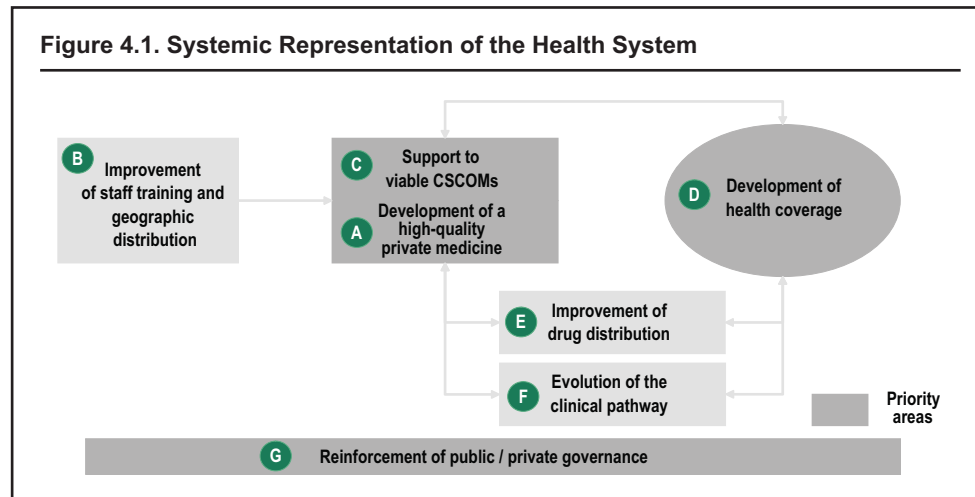 Figure 4.1. Systemic Representation of the Health System
B
Improvement
of staff training and
geographic
distribution
C
Support to
viable CSCOMs
A
Development of a
high-quality
private medicine
D
Development of
health coverage
E
Improvement of
drug distribution
F
Evolution of the
clinical pathway
Priority
areas
G
Reinforcement of public / private governance